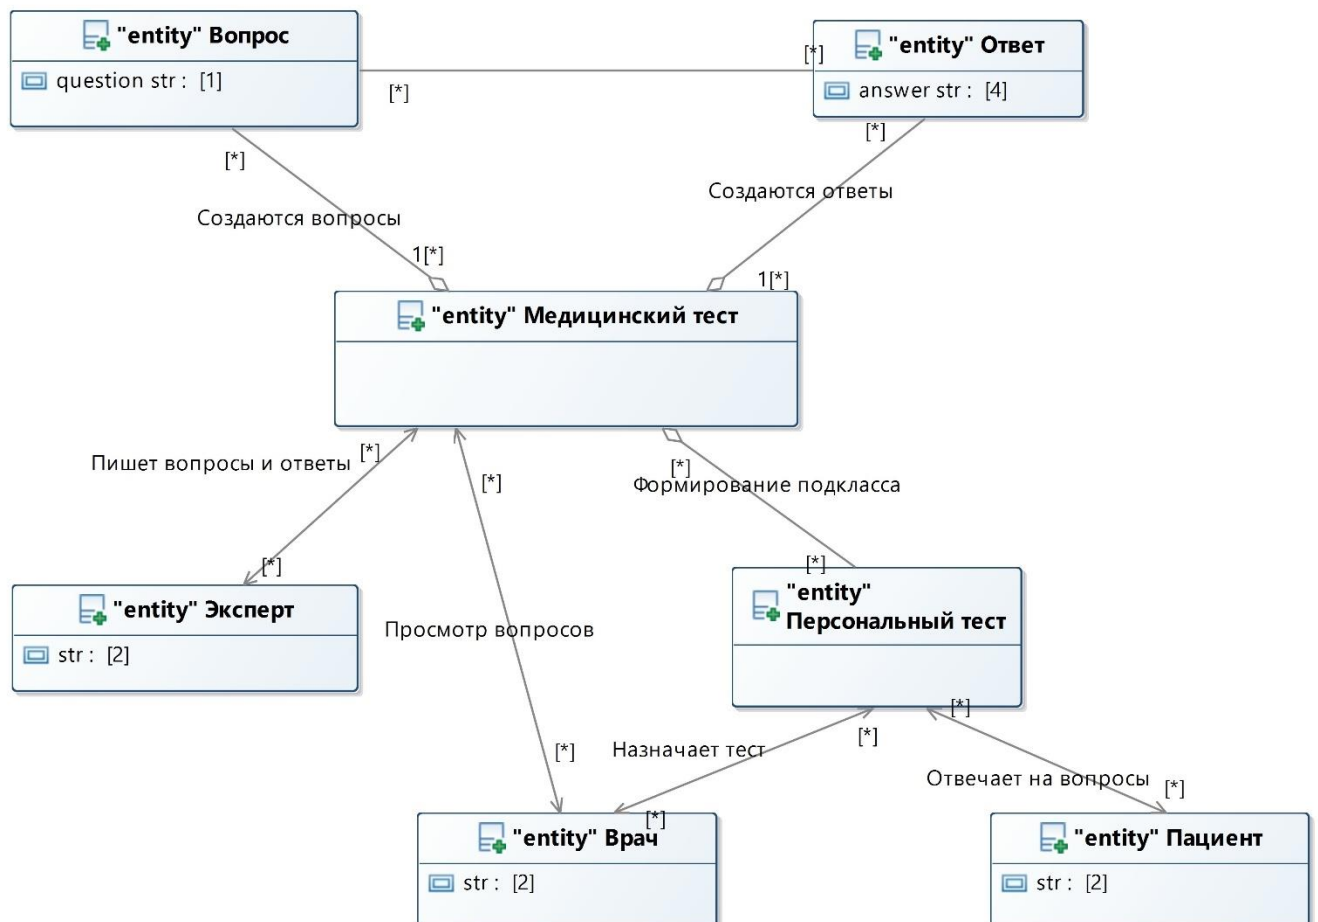 "entity" Вопрос
question str : [1]
"entity" Ответ
answer str : [4]
[*]
[*]
[*]
[*]
Создаются вопросы
Создаются ответы
1[*]
1[*]
"entity" Медицинский тест
Пишет вопросы и ответы
[*]
[*]
[*]
Формирование подкласса
[*]
[*]
"entity" Эксперт
str : [2]
"entity"
Персональный тест
Просмотр вопросов
[*]
[*]
[*]
Назначает тест
Отвечает на вопросы
[*]
[*]
"entity" Врач
str : [2]
"entity" Пациент
str : [2]